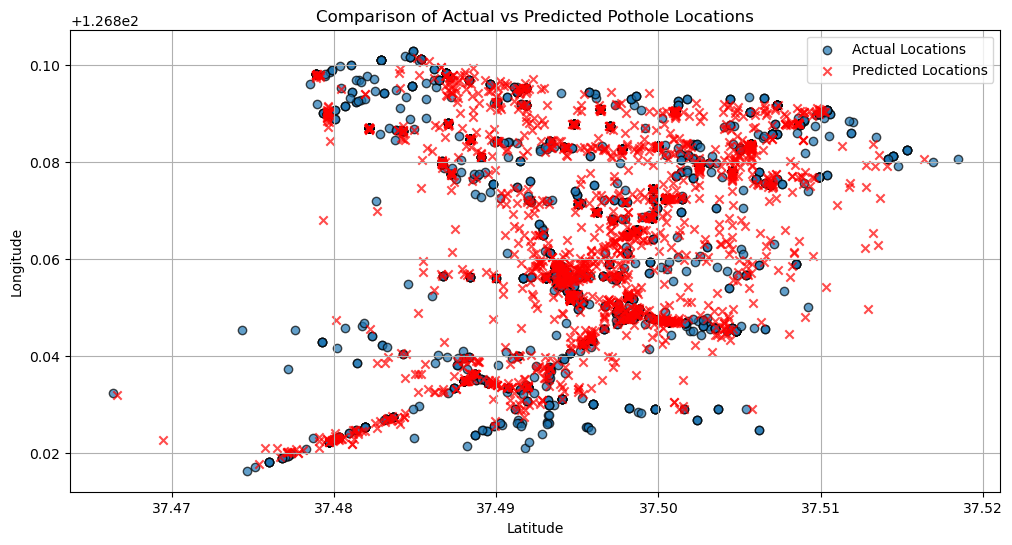 Comparison of Actual vs Predicted Pothole Locations
+1.268e2
Actual Locations
Predicted Locations
0.10
0.08
0.06
0.04
0.02
Longitude
37.47 37.48 37.49 37.50 37.51 37.52
Latitude